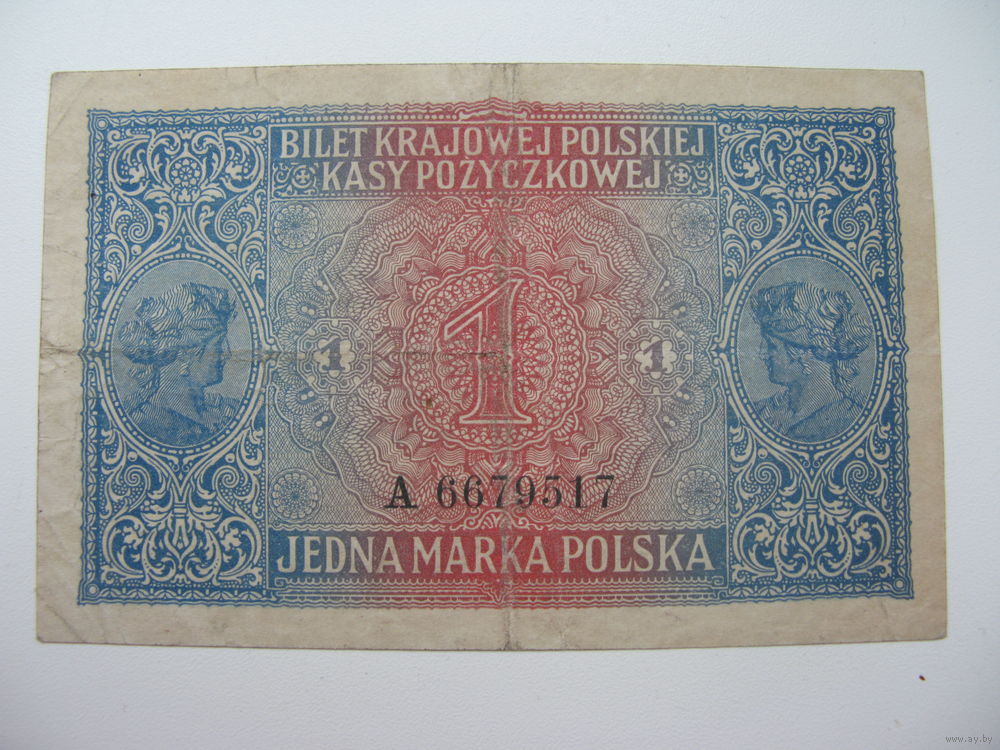 BILET KRAJOWEJ POLSKIEJ
KASY POŻYCZKOWEJ
1
1 1
A 6679517
JEDNA MARKA POLSKA
www.ay.by